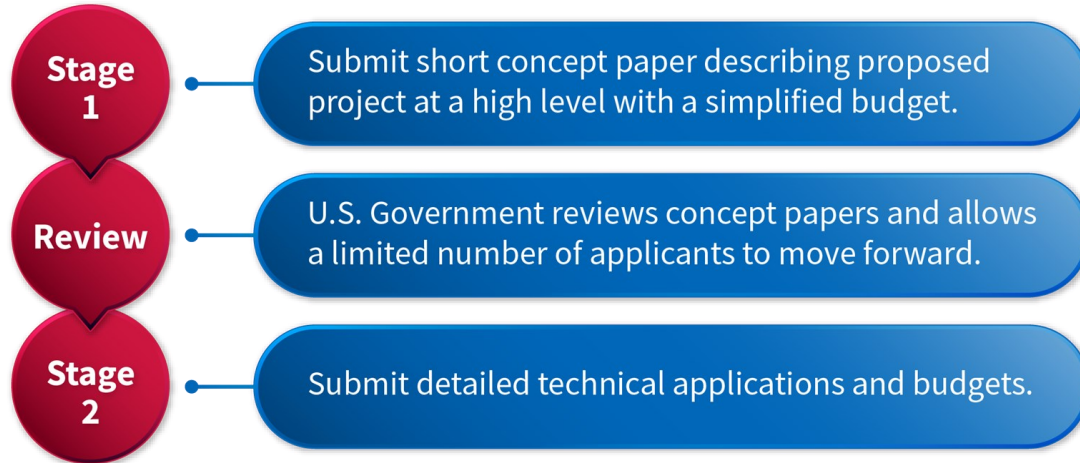 Stage
1
Submit short concept paper describing proposed
project at a high level with a simplified budget.
Review
U.S. Government reviews concept papers and allows
a limited number of applicants to move forward.
Stage
2
Submit detailed technical applications and budgets.